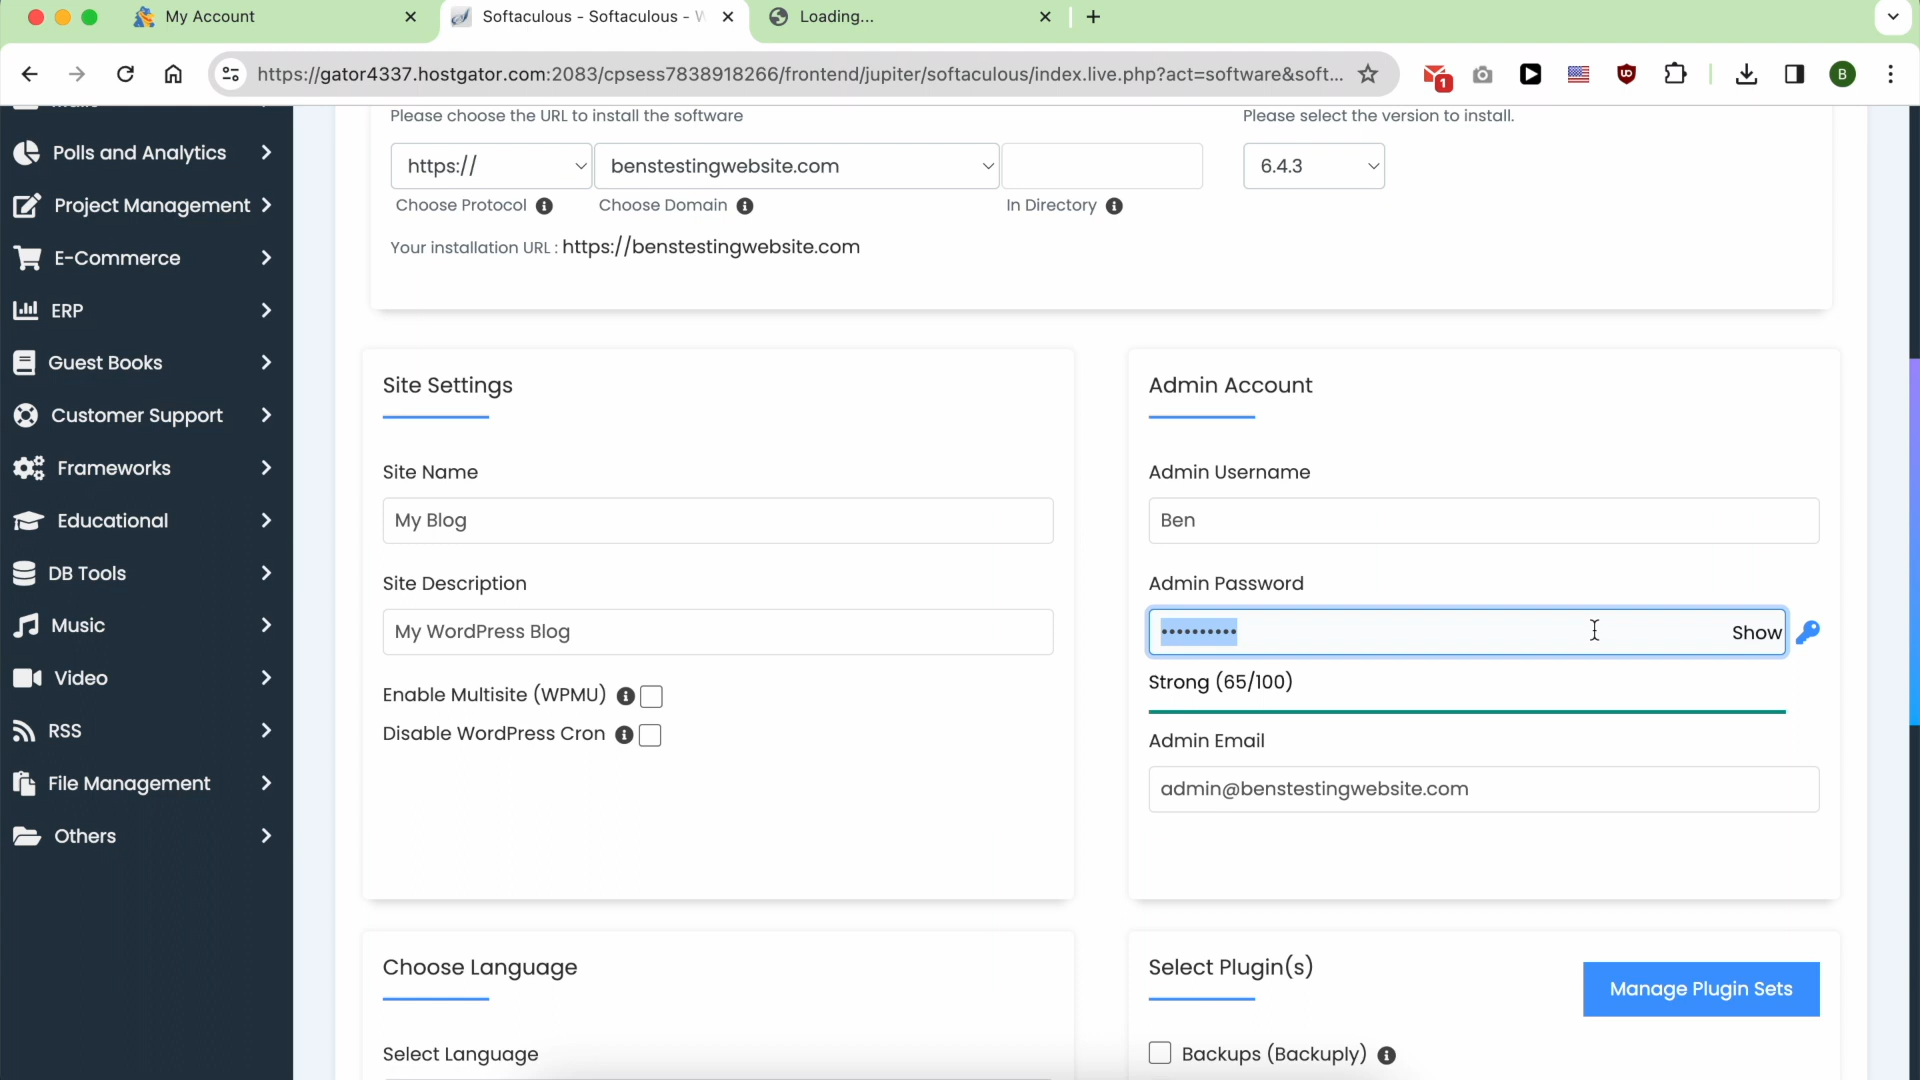 My Account
Softaculous - Softaculous - W
Loading...
https://gator4337.hostgator.com:2083/cpsess7838918266/frontend/jupiter/softaculous/index.live.php?act=software&soft...
1
B
Polls and Analytics
Project Management
E-Commerce
ERP
Guest Books
Customer Support
Frameworks
Educational
DB Tools
Music
Video
RSS
File Management
Others
Please choose the URL to install the software
https://
benstestingwebsite.com
Choose Protocol
Choose Domain
In Directory
Your installation URL : https://benstestingwebsite.com
Please select the version to install.
6.4.3
Site Settings
Site Name
My Blog
Site Description
My WordPress Blog
Enable Multisite (WPMU)
Disable WordPress Cron
Admin Account
Admin Username
Ben
Admin Password
••••••••••
Show
Strong (65/100)
Admin Email
admin@benstestingwebsite.com
Choose Language
Select Language
Select Plugin(s)
Manage Plugin Sets
Backups (Backuply)